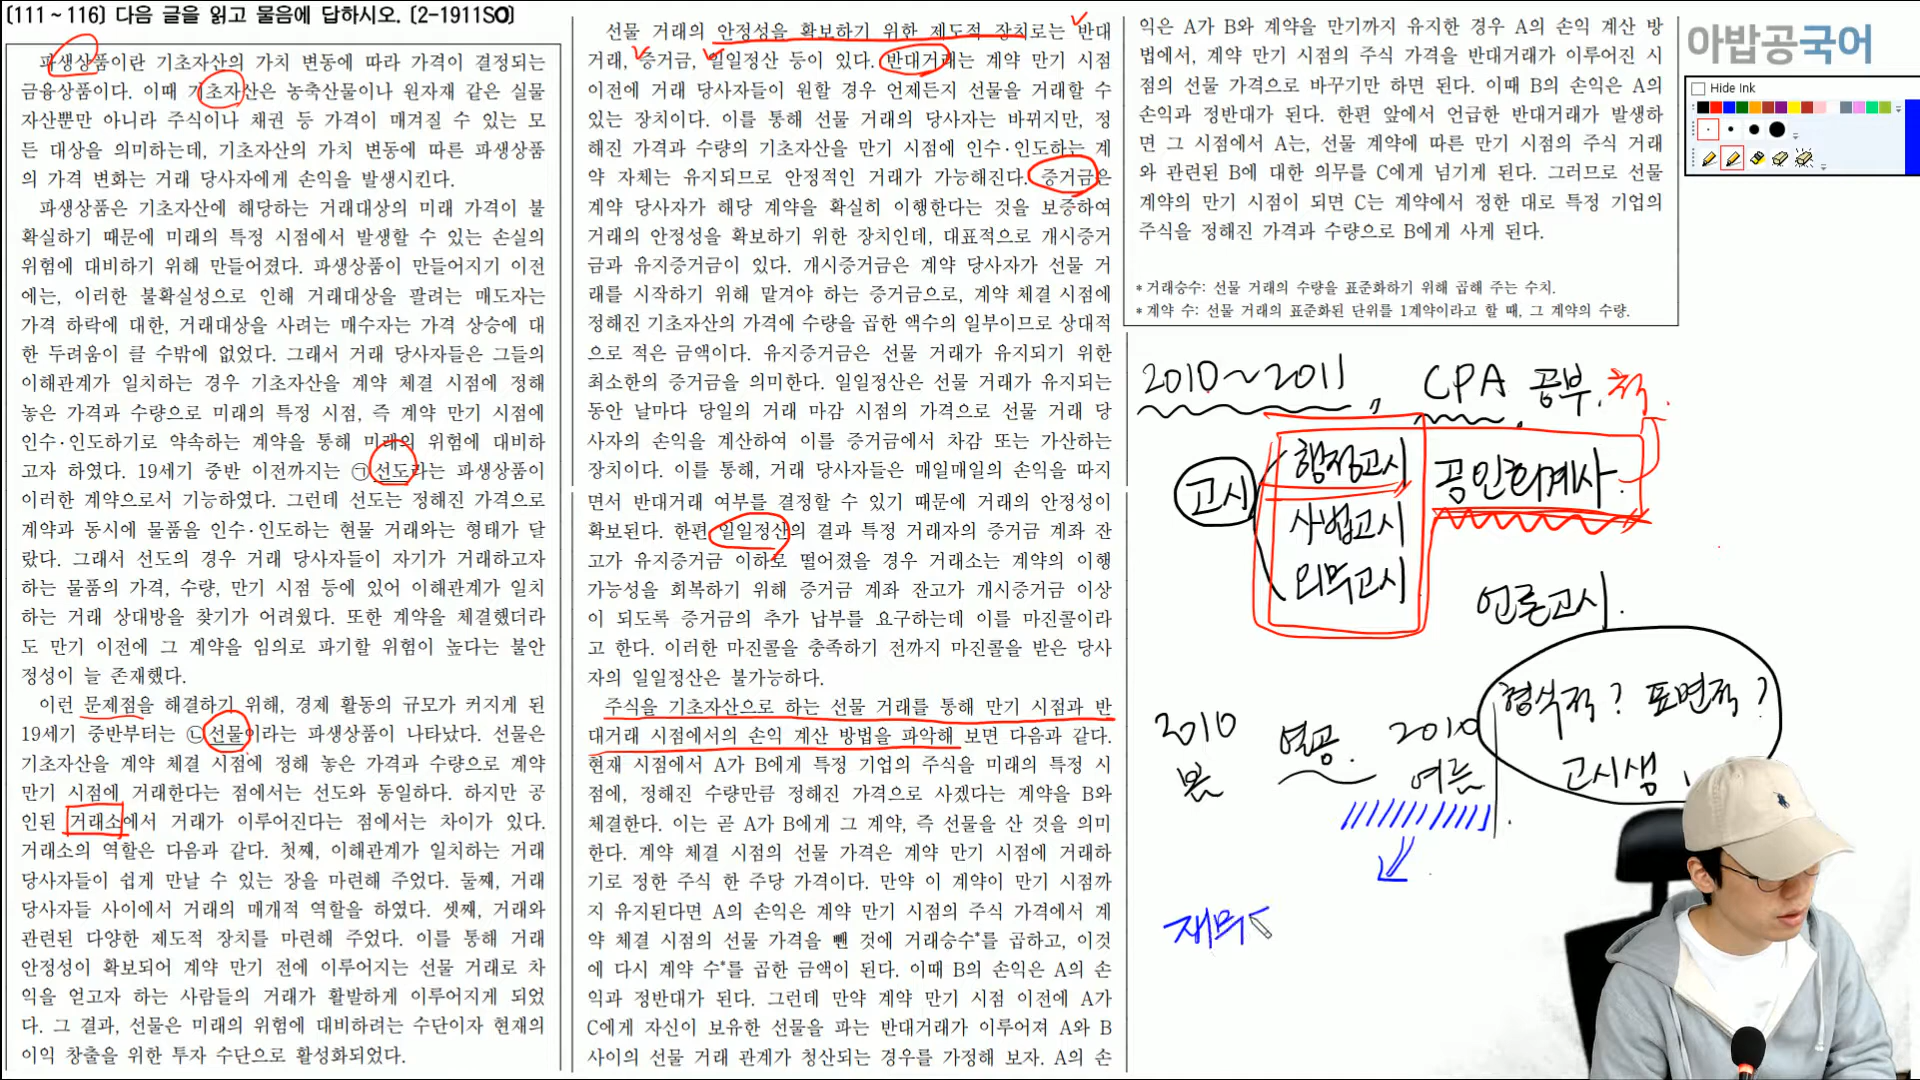 [111 ~ 116] 다음 글을 읽고 물음에 답하시오. [2-1911SO]
파생상품이란 기초자산의 가치 변동에 따라 가격이 결정되는
금융상품이다. 이때 기초자산은 농축산물이나 원자재 같은 실물
자산뿐만 아니라 주식이나 채권 등 가격이 매겨질 수 있는 모
든 대상을 의미하는데, 기초자산의 가치 변동에 따른 파생상품
의 가격 변화는 거래 당사자에게 손익을 발생시킨다.
파생상품은 기초자산에 해당하는 거래대상의 미래 가격이 불
확실하기 때문에 미래의 특정 시점에서 발생할 수 있는 손실의
위험에 대비하기 위해 만들어졌다. 파생상품이 만들어지기 이전
에는, 이러한 불확실성으로 인해 거래대상을 팔려는 매도자는
가격 하락에 대한, 거래대상을 사려는 매수자는 가격 상승에 대
한 두려움이 클 수밖에 없었다. 그래서 거래 당사자들은 그들의
이해관계가 일치하는 경우 기초자산을 계약 체결 시점에 정해
놓은 가격과 수량으로 미래의 특정 시점, 즉 계약 만기 시점에
인수·인도하기로 약속하는 계약을 통해 미래의 위험에 대비하
고자 하였다. 19세기 중반 이전까지는 ㉠선도라는 파생상품이
이러한 계약으로서 기능하였다. 그런데 선도는 정해진 가격으로
계약과 동시에 물품을 인수·인도하는 현물 거래와는 형태가 달
랐다. 그래서 선도의 경우 거래 당사자들이 자기가 거래하고자
하는 물품의 가격, 수량, 만기 시점 등에 있어 이해관계가 일치
하는 거래 상대방을 찾기가 어려웠다. 또한 계약을 체결했더라
도 만기 이전에 그 계약을 임의로 파기할 위험이 높다는 불안
정성이 늘 존재했다.
이런 문제점을 해결하기 위해, 경제 활동의 규모가 커지게 된
19세기 중반부터는 ㉡선물이라는 파생상품이 나타났다. 선물은
기초자산을 계약 체결 시점에 정해 놓은 가격과 수량으로 계약
만기 시점에 거래한다는 점에서는 선도와 동일하다. 하지만 공
인된 거래소에서 거래가 이루어진다는 점에서는 차이가 있다.
거래소의 역할은 다음과 같다. 첫째, 이해관계가 일치하는 거래
당사자들이 쉽게 만날 수 있는 장을 마련해 주었다. 둘째, 거래
당사자들 사이에서 거래의 매개적 역할을 하였다. 셋째, 거래와
관련된 다양한 제도적 장치를 마련해 주었다. 이를 통해 거래
안정성이 확보되어 계약 만기 전에 이루어지는 선물 거래로 차
익을 얻고자 하는 사람들의 거래가 활발하게 이루어지게 되었
다. 그 결과, 선물은 미래의 위험에 대비하려는 수단이자 현재의
이익 창출을 위한 투자 수단으로 활성화되었다.
선물 거래의 안정성을 확보하기 위한 제도적 장치로는 반대
거래, 증거금, 일일정산 등이 있다. 반대거래는 계약 만기 시점
이전에 거래 당사자들이 원할 경우 언제든지 선물을 거래할 수
있는 장치이다. 이를 통해 선물 거래의 당사자는 바뀌지만, 정
해진 가격과 수량의 기초자산을 만기 시점에 인수·인도하는 계
약 자체는 유지되므로 안정적인 거래가 가능해진다. 증거금은
계약 당사자가 해당 계약을 확실히 이행한다는 것을 보증하여
거래의 안정성을 확보하기 위한 장치인데, 대표적으로 개시증거
금과 유지증거금이 있다. 개시증거금은 계약 당사자가 선물 거
래를 시작하기 위해 맡겨야 하는 증거금으로, 계약 체결 시점에
정해진 기초자산의 가격에 수량을 곱한 액수의 일부이므로 상대적
으로 적은 금액이다. 유지증거금은 선물 거래가 유지되기 위한
최소한의 증거금을 의미한다. 일일정산은 선물 거래가 유지되는
동안 날마다 당일의 거래 마감 시점의 가격으로 선물 거래 당
사자의 손익을 계산하여 이를 증거금에서 차감 또는 가산하는
장치이다. 이를 통해, 거래 당사자들은 매일매일의 손익을 따지
면서 반대거래 여부를 결정할 수 있기 때문에 거래의 안정성이
확보된다. 한편 일일정산의 결과 특정 거래자의 증거금 계좌 잔
고가 유지증거금 이하로 떨어졌을 경우 거래소는 계약의 이행
가능성을 회복하기 위해 증거금 계좌 잔고가 개시증거금 이상
이 되도록 증거금의 추가 납부를 요구하는데 이를 마진콜이라
고 한다. 이러한 마진콜을 충족하기 전까지 마진콜을 받은 당사
자의 일일정산은 불가능하다.
주식을 기초자산으로 하는 선물 거래를 통해 만기 시점과 반
대거래 시점에서의 손익 계산 방법을 파악해 보면 다음과 같다.
현재 시점에서 A가 B에게 특정 기업의 주식을 미래의 특정 시
점에, 정해진 수량만큼 정해진 가격으로 사겠다는 계약을 B와
체결한다. 이는 곧 A가 B에게 그 계약, 즉 선물을 산 것을 의미
한다. 계약 체결 시점의 선물 가격은 계약 만기 시점에 거래하
기로 정한 주식 한 주당 가격이다. 만약 이 계약이 만기 시점까
지 유지된다면 A의 손익은 계약 만기 시점의 주식 가격에서 계
약 체결 시점의 선물 가격을 뺀 것에 거래승수*를 곱하고, 이것
에 다시 계약 수*를 곱한 금액이 된다. 이때 B의 손익은 A의 손
익과 정반대가 된다. 그런데 만약 계약 만기 시점 이전에 A가
C에게 자신이 보유한 선물을 파는 반대거래가 이루어져 A와 B
사이의 선물 거래 관계가 청산되는 경우를 가정해 보자. A의 손
익은 A가 B와 계약을 만기까지 유지한 경우 A의 손익 계산 방
법에서, 계약 만기 시점의 주식 가격을 반대거래가 이루어진 시
점의 선물 가격으로 바꾸기만 하면 된다. 이때 B의 손익은 A의
손익과 정반대가 된다. 한편 앞에서 언급한 반대거래가 발생하
면 그 시점에서 A는, 선물 계약에 따른 만기 시점의 주식 거래
와 관련된 B에 대한 의무를 C에게 넘기게 된다. 그러므로 선물
계약의 만기 시점이 되면 C는 계약에서 정한 대로 특정 기업의
주식을 정해진 가격과 수량으로 B에게 사게 된다.
* 거래승수: 선물 거래의 수량을 표준화하기 위해 곱해 주는 수치.
* 계약 수: 선물 거래의 표준화된 단위를 1계약이라고 할 때, 그 계약의 수량.
아밥공국어
Hide Ink
2010~2011, CPA 공부.
고시
행정고시
사법고시
외무고시
공인회계사
언론고시.
형식적? 표면적?
고시생
2010 봄
열공.
2010 여름
재무